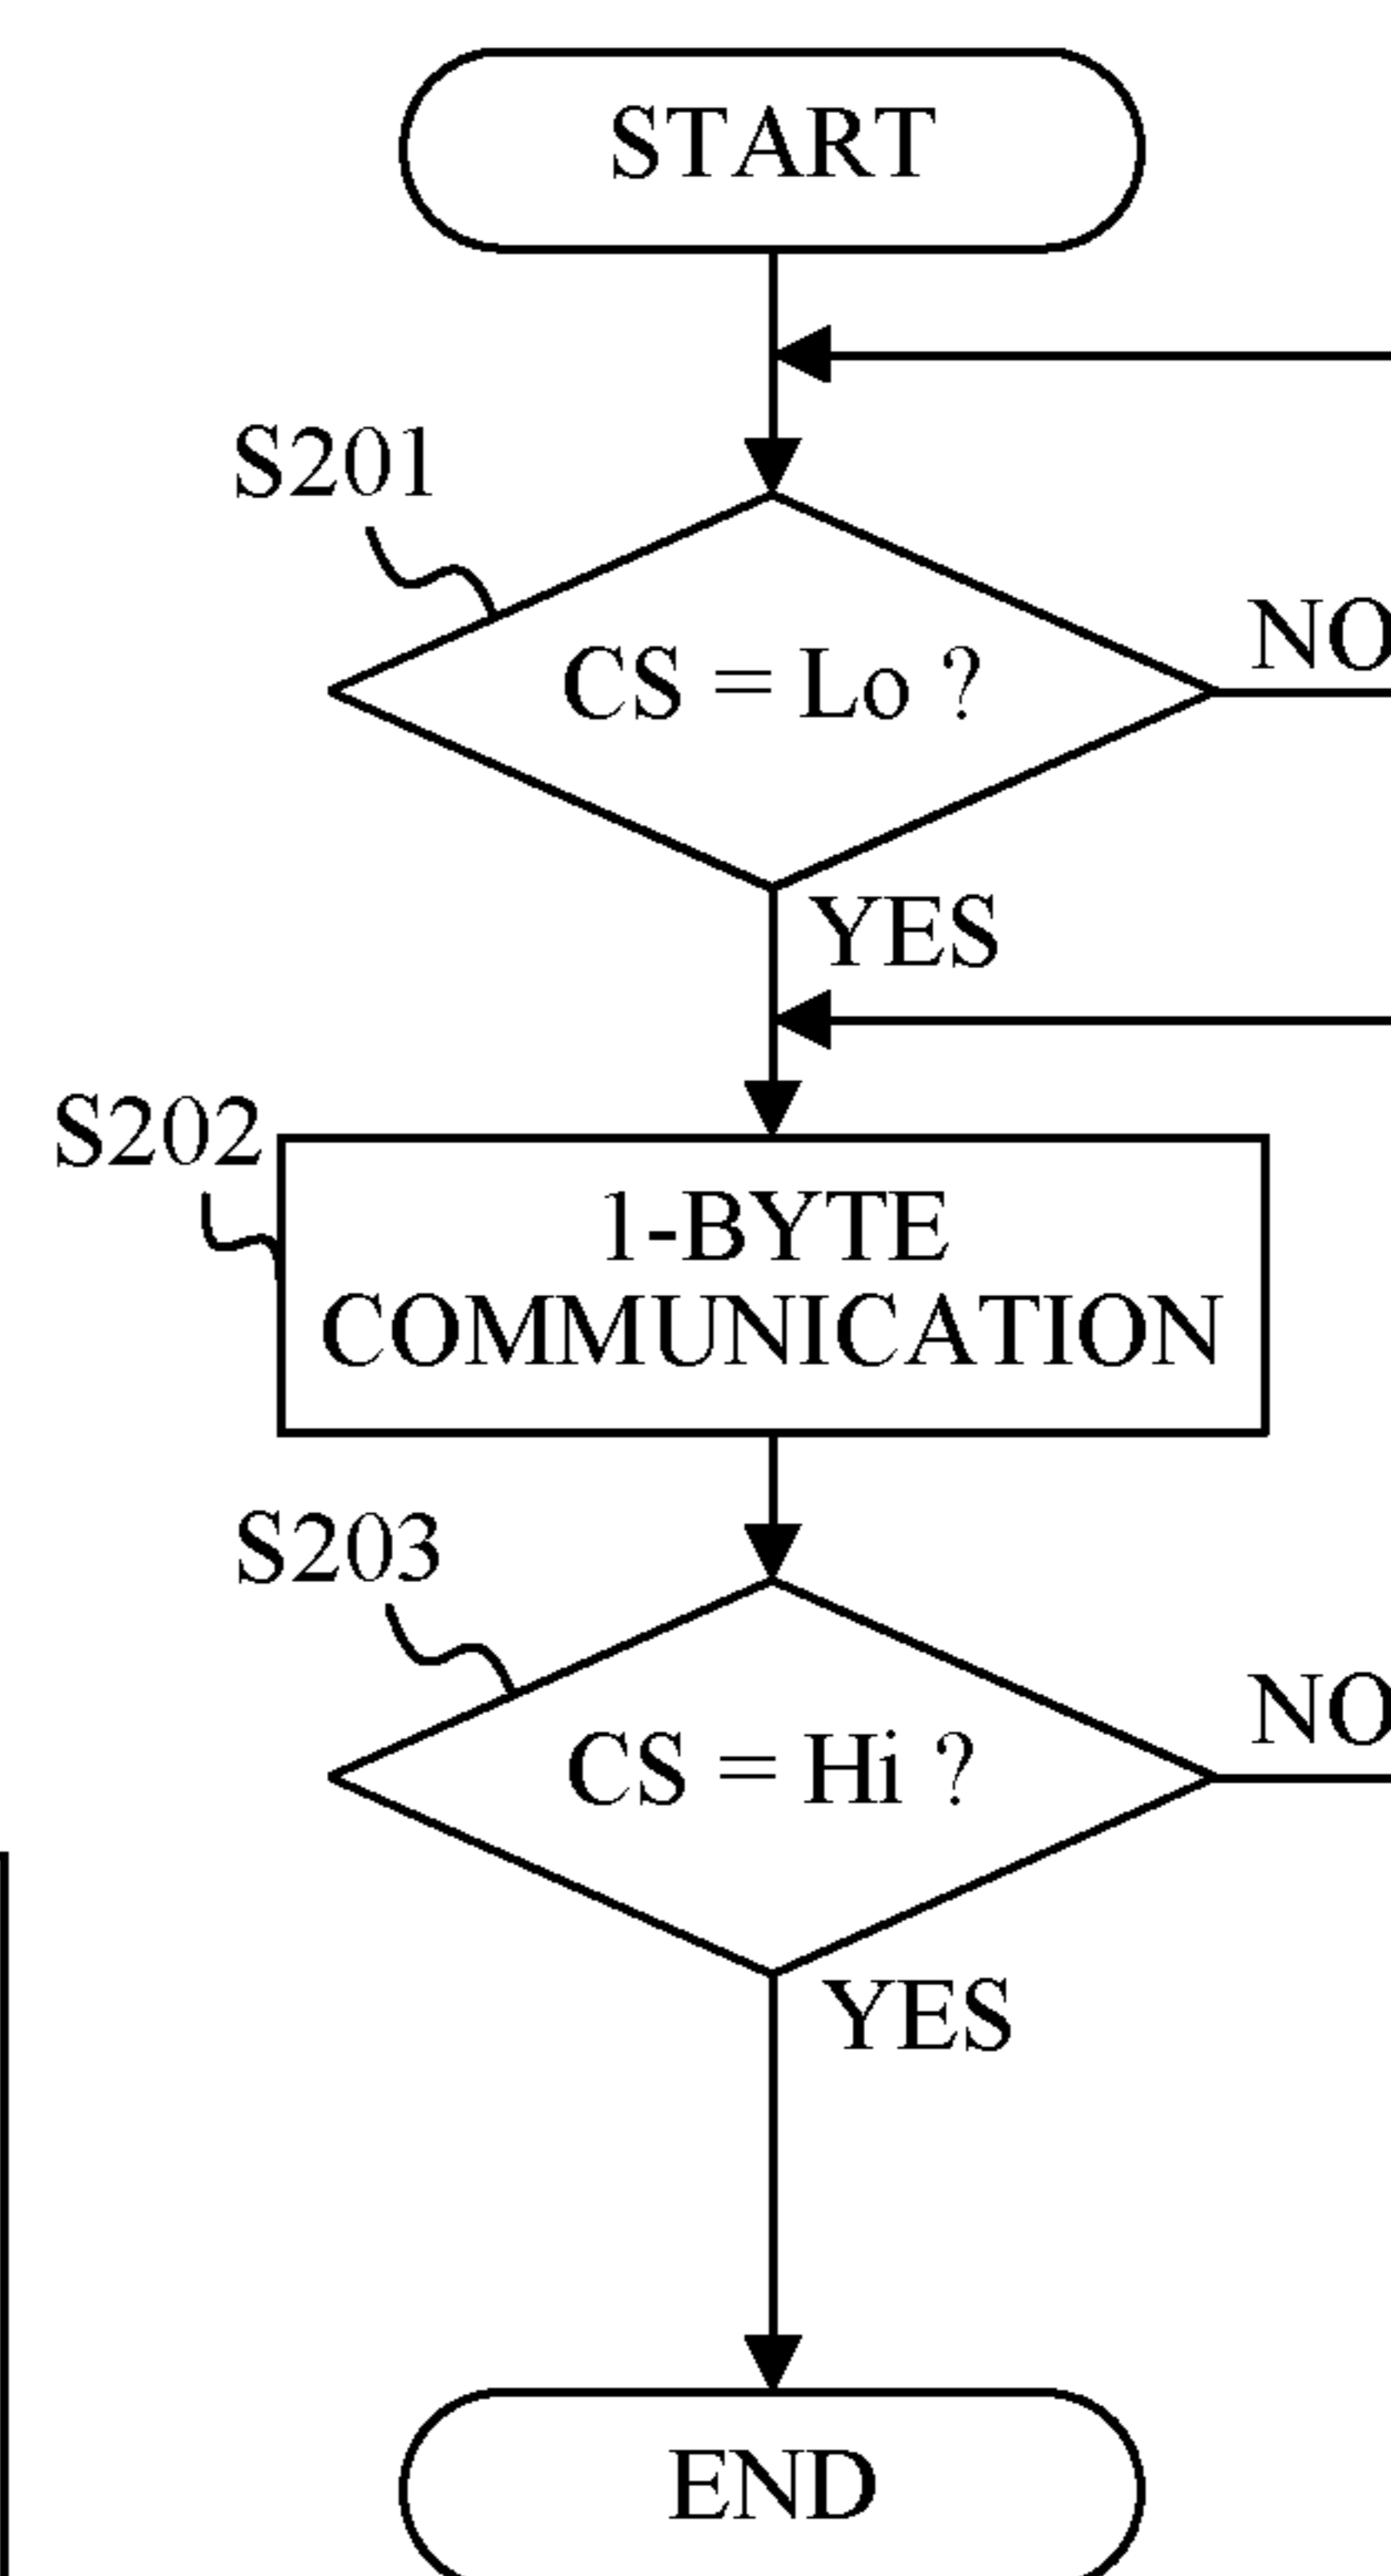 START
S201
CS = Lo ?
NO
YES
S202
1-BYTE
COMMUNICATION
S203
CS = Hi ?
NO
YES
END